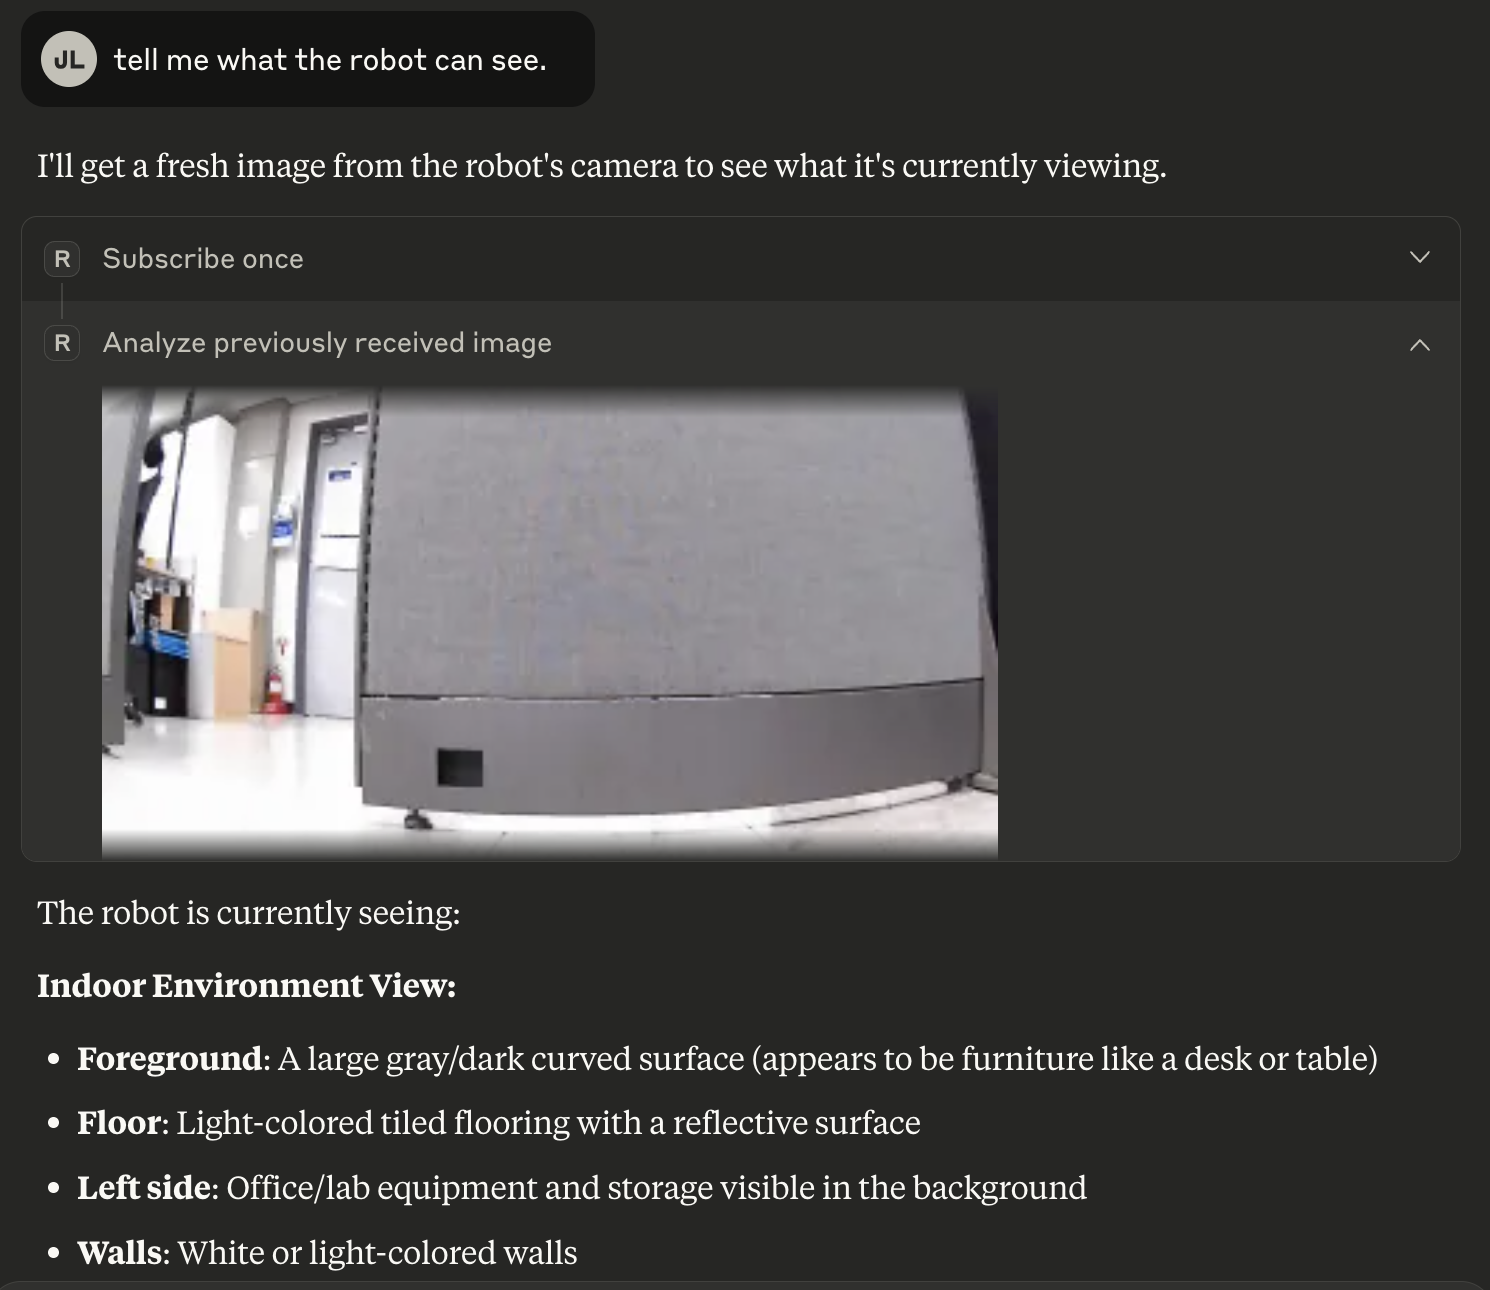 JL tell me what the robot can see.
I'll get a fresh image from the robot's camera to see what it's currently viewing.
R Subscribe once
R Analyze previously received image
The robot is currently seeing:
Indoor Environment View:
• Foreground: A large gray/dark curved surface (appears to be furniture like a desk or table)
• Floor: Light-colored tiled flooring with a reflective surface
• Left side: Office/lab equipment and storage visible in the background
• Walls: White or light-colored walls